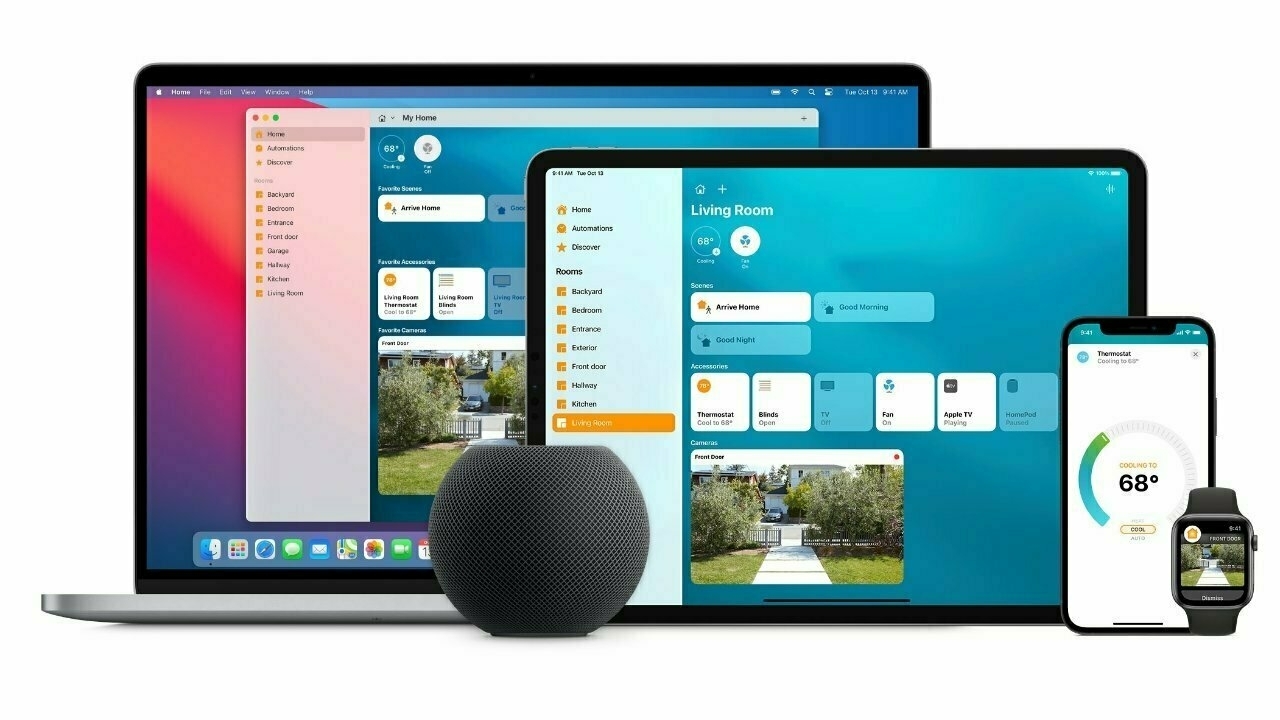 Home File Edit View Window Help
Tue Oct 13 9:41 AM
My Home
Home
Automations
Discover
Rooms
Backyard
Bedroom
Entrance
Front door
Garage
Hallway
Kitchen
Living Room
68°
Cooling
Fan
Off
Favorite Scenes
Arrive Home
Favorite Accessories
Living Room
Thermostat
Cool to 68°
Living Room
Blinds
Open
TV
Off
Favorite Cameras
Front Door
9:41 AM Tue Oct 13
100%
Home
Automations
Discover
Rooms
Backyard
Bedroom
Entrance
Exterior
Front door
Hallway
Kitchen
Living Room
Living Room
68°
Cooling
Fan
On
Scenes
Arrive Home
Good Morning
Good Night
Accessories
Thermostat
Cool to 68°
Blinds
Open
TV
Off
Fan
On
Apple TV
Playing
HomePod
Paused
Cameras
Front Door
9:41
Thermostat
Cooling to 68°
COOLING TO
68°
HEAT
COOL
AUTO
9:41
FRONT DOOR
Dismiss